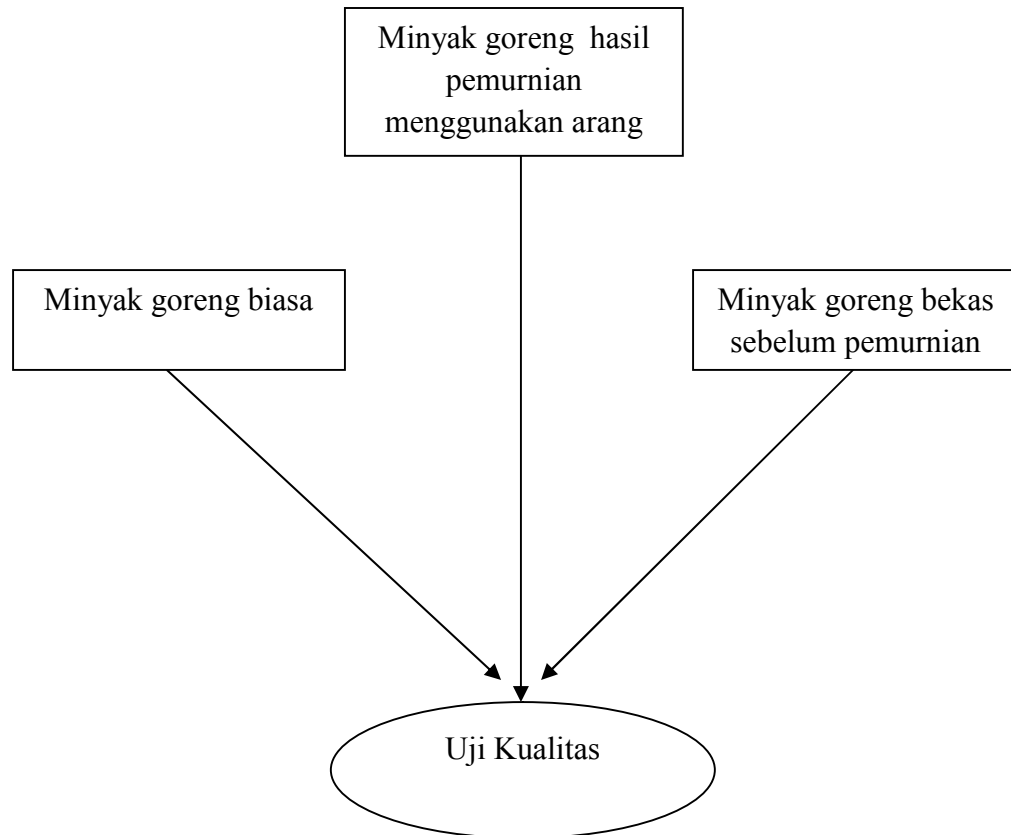 Minyak goreng hasil
pemurnian
menggunakan arang
Minyak goreng biasa
Minyak goreng bekas
sebelum pemurnian
Uji Kualitas